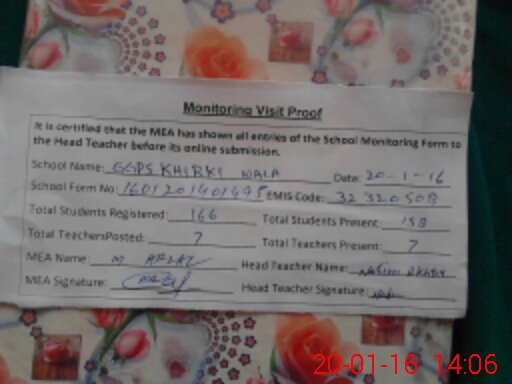 Monitoring Visit Proof
It is certified that the MEA has shown all entries of the School Monitoring Form to
the Head Teacher before its online submission.
School Name: GGPS KHIRKI WALA Date: 20-1-16
School Form No: EMIS Code: 32320508
Total Students Registered: 166 Total Students Present: 158
Total TeachersPosted: 7 Total Teachers Present: 7
MEA Name: M AFZAL Head Teacher Name:
MEA Signature: Head Teacher Signature:
20-01-16 14:06